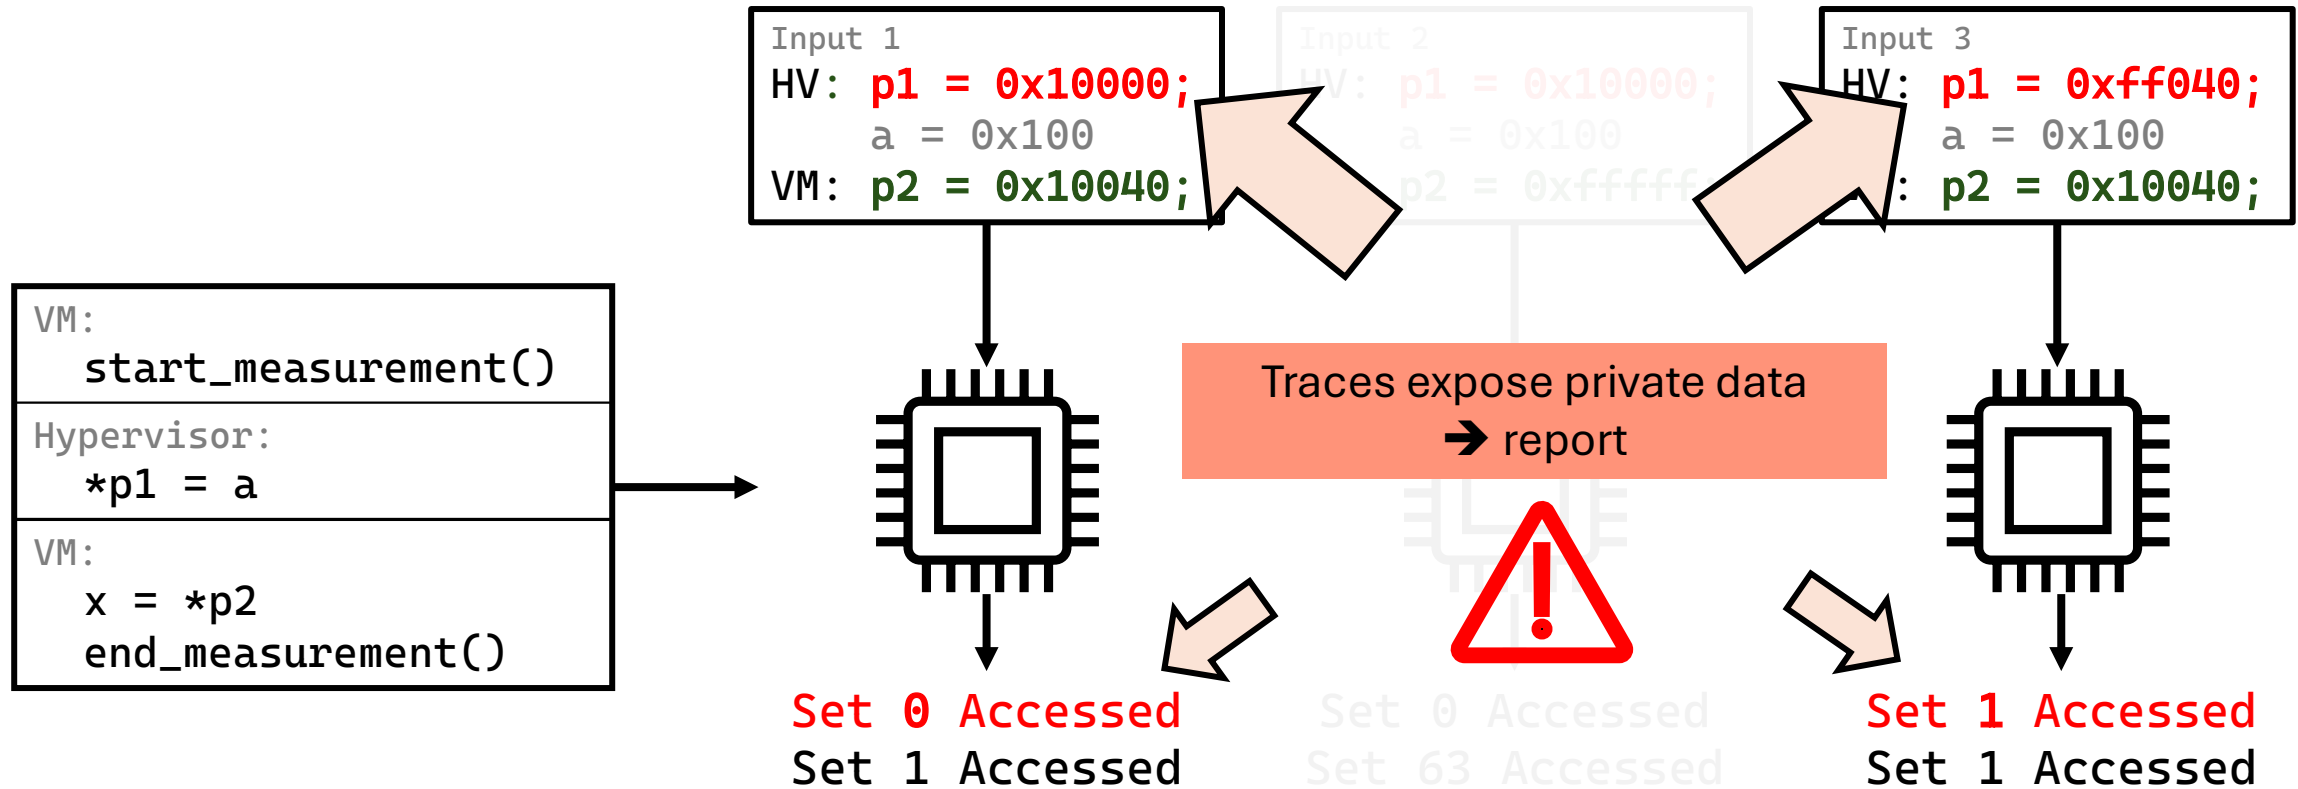 Input 1
HV: p1 = 0x10000;
a = 0x100
VM: p2 = 0x10040;
Input 2
HV: p1 = 0x10000;
a = 0x100
p2 = 0xfffff
Input 3
HV: p1 = 0xff040;
a = 0x100
: p2 = 0x10040;
VM:
start_measurement()
Hypervisor:
*p1 = a
VM:
x = *p2
end_measurement()
Traces expose private data
➔ report
Set 0 Accessed
Set 1 Accessed
Set 0 Accessed
Set 63 Accessed
Set 1 Accessed
Set 1 Accessed